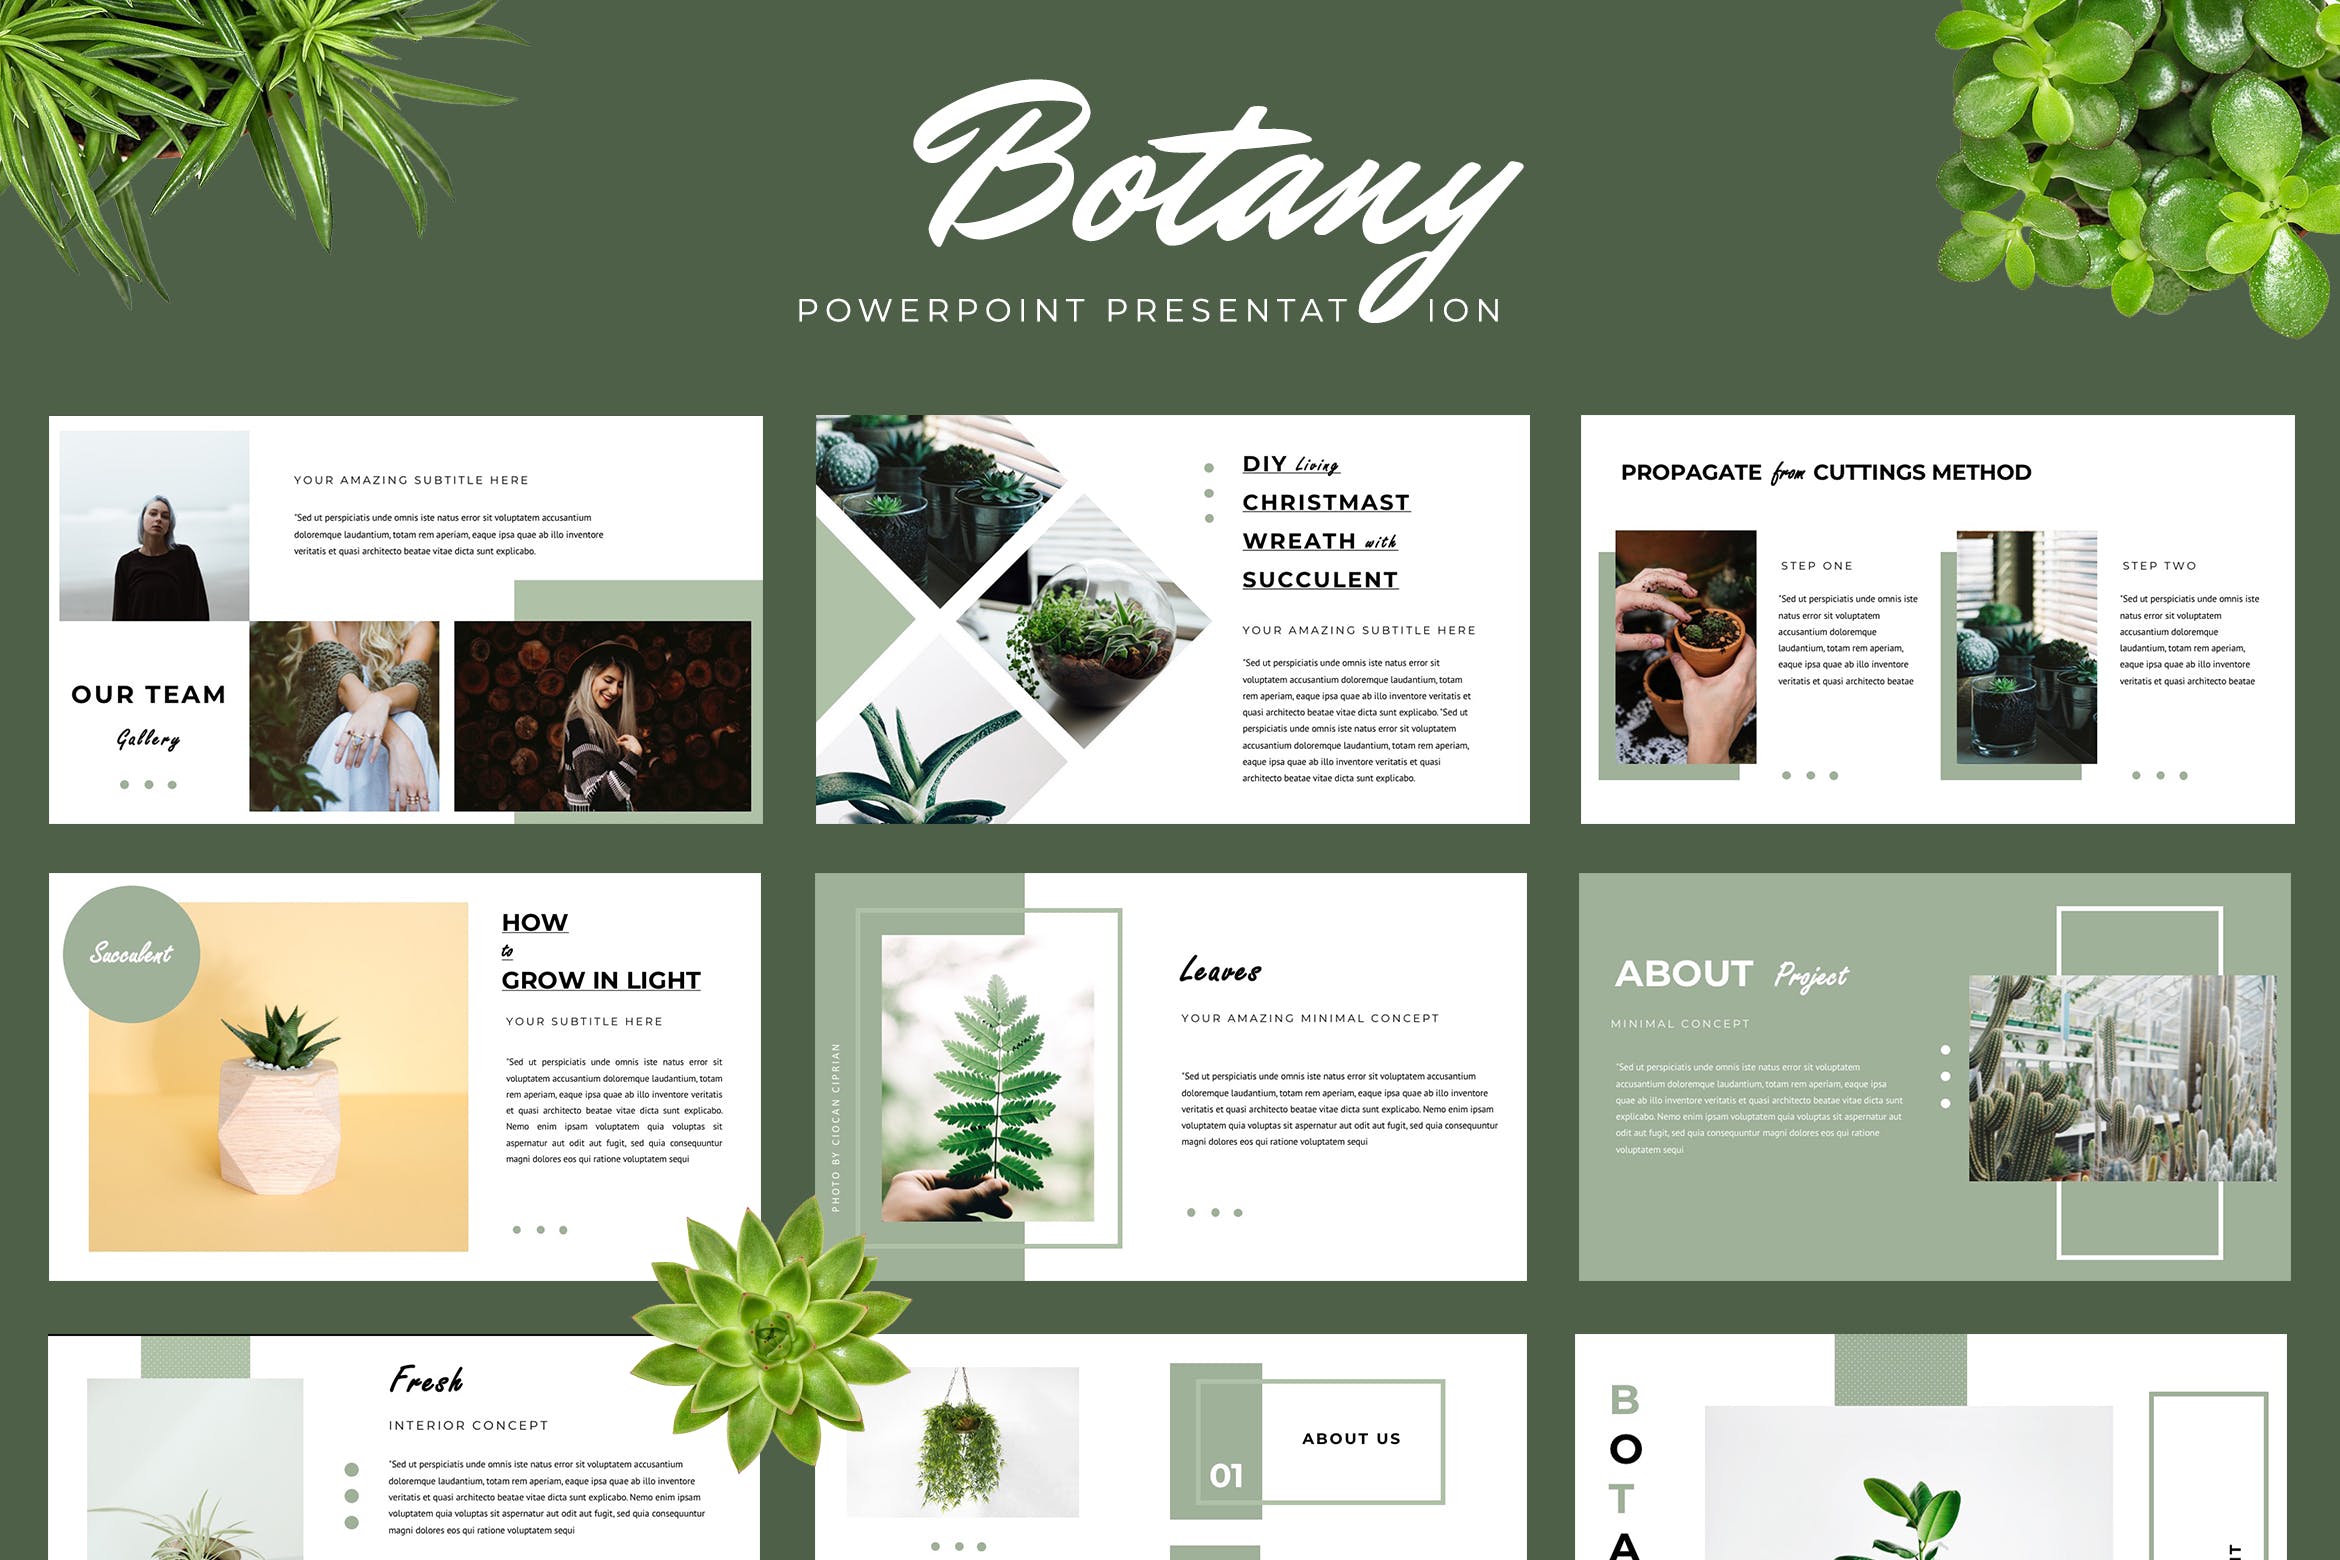 Botany
POWERPOINT PRESENTATION
YOUR AMAZING SUBTITLE HERE
"Sed ut perspiciatis unde omnis iste natus error sit voluptatem accusantium
doloremque laudantium, totam rem aperiam, eaque ipsa quae ab illo inventore
veritatis et quasi architecto beatae vitae dicta sunt explicabo.
OUR TEAM
Gallery
DIY Living
CHRISTMAST
WREATH with
SUCCULENT
YOUR AMAZING SUBTITLE HERE
"Sed ut perspiciatis unde omnis iste natus error sit
voluptatem accusantium doloremque laudantium, totam
rem aperiam, eaque ipsa quae ab illo inventore veritatis et
quasi architecto beatae vitae dicta sunt explicabo. "Sed ut
perspiciatis unde omnis iste natus error sit voluptatem
accusantium doloremque laudantium, totam rem aperiam,
eaque ipsa quae ab illo inventore veritatis et quasi
architecto beatae vitae dicta sunt explicabo.
PROPAGATE from CUTTINGS METHOD
STEP ONE
"Sed ut perspiciatis unde omnis iste
natus error sit voluptatem
accusantium doloremque
laudantium, totam rem aperiam,
eaque ipsa quae ab illo inventore
veritatis et quasi architecto beatae
STEP TWO
"Sed ut perspiciatis unde omnis iste
natus error sit voluptatem
accusantium doloremque
laudantium, totam rem aperiam,
eaque ipsa quae ab illo inventore
veritatis et quasi architecto beatae
Succulent
HOW
to
GROW IN LIGHT
YOUR SUBTITLE HERE
"Sed ut perspiciatis unde omnis iste natus error sit
voluptatem accusantium doloremque laudantium, totam
rem aperiam, eaque ipsa quae ab illo inventore veritatis
et quasi architecto beatae vitae dicta sunt explicabo.
Nemo enim ipsam voluptatem quia voluptas sit
aspernatur aut odit aut fugit, sed quia consequuntur
magni dolores eos qui ratione voluptatem sequi
PHOTO BY CIOCAN CIPRIAN
Leaves
YOUR AMAZING MINIMAL CONCEPT
"Sed ut perspiciatis unde omnis iste natus error sit voluptatem accusantium
doloremque laudantium, totam rem aperiam, eaque ipsa quae ab illo inventore
veritatis et quasi architecto beatae vitae dicta sunt explicabo. Nemo enim ipsam
voluptatem quia voluptas sit aspernatur aut odit aut fugit, sed quia consequuntur
magni dolores eos qui ratione voluptatem sequi
ABOUT Project
MINIMAL CONCEPT
"Sed ut perspiciatis unde omnis iste natus error sit voluptatem
accusantium doloremque laudantium, totam rem aperiam, eaque ipsa
quae ab illo inventore veritatis et quasi architecto beatae vitae dicta sunt
explicabo. Nemo enim ipsam voluptatem quia voluptas sit aspernatur aut
odit aut fugit, sed quia consequuntur magni dolores eos qui ratione
voluptatem sequi
Fresh
INTERIOR CONCEPT
"Sed ut perspiciatis unde omnis iste natus error sit voluptatem accusantium
doloremque laudantium, totam rem aperiam, eaque ipsa quae ab illo inventore
veritatis et quasi architecto beatae vitae dicta sunt explicabo. Nemo enim ipsam
voluptatem quia voluptas sit aspernatur aut odit aut fugit, sed quia consequuntur
magni dolores eos qui ratione voluptatem sequi
01
ABOUT US
B
O
T
A